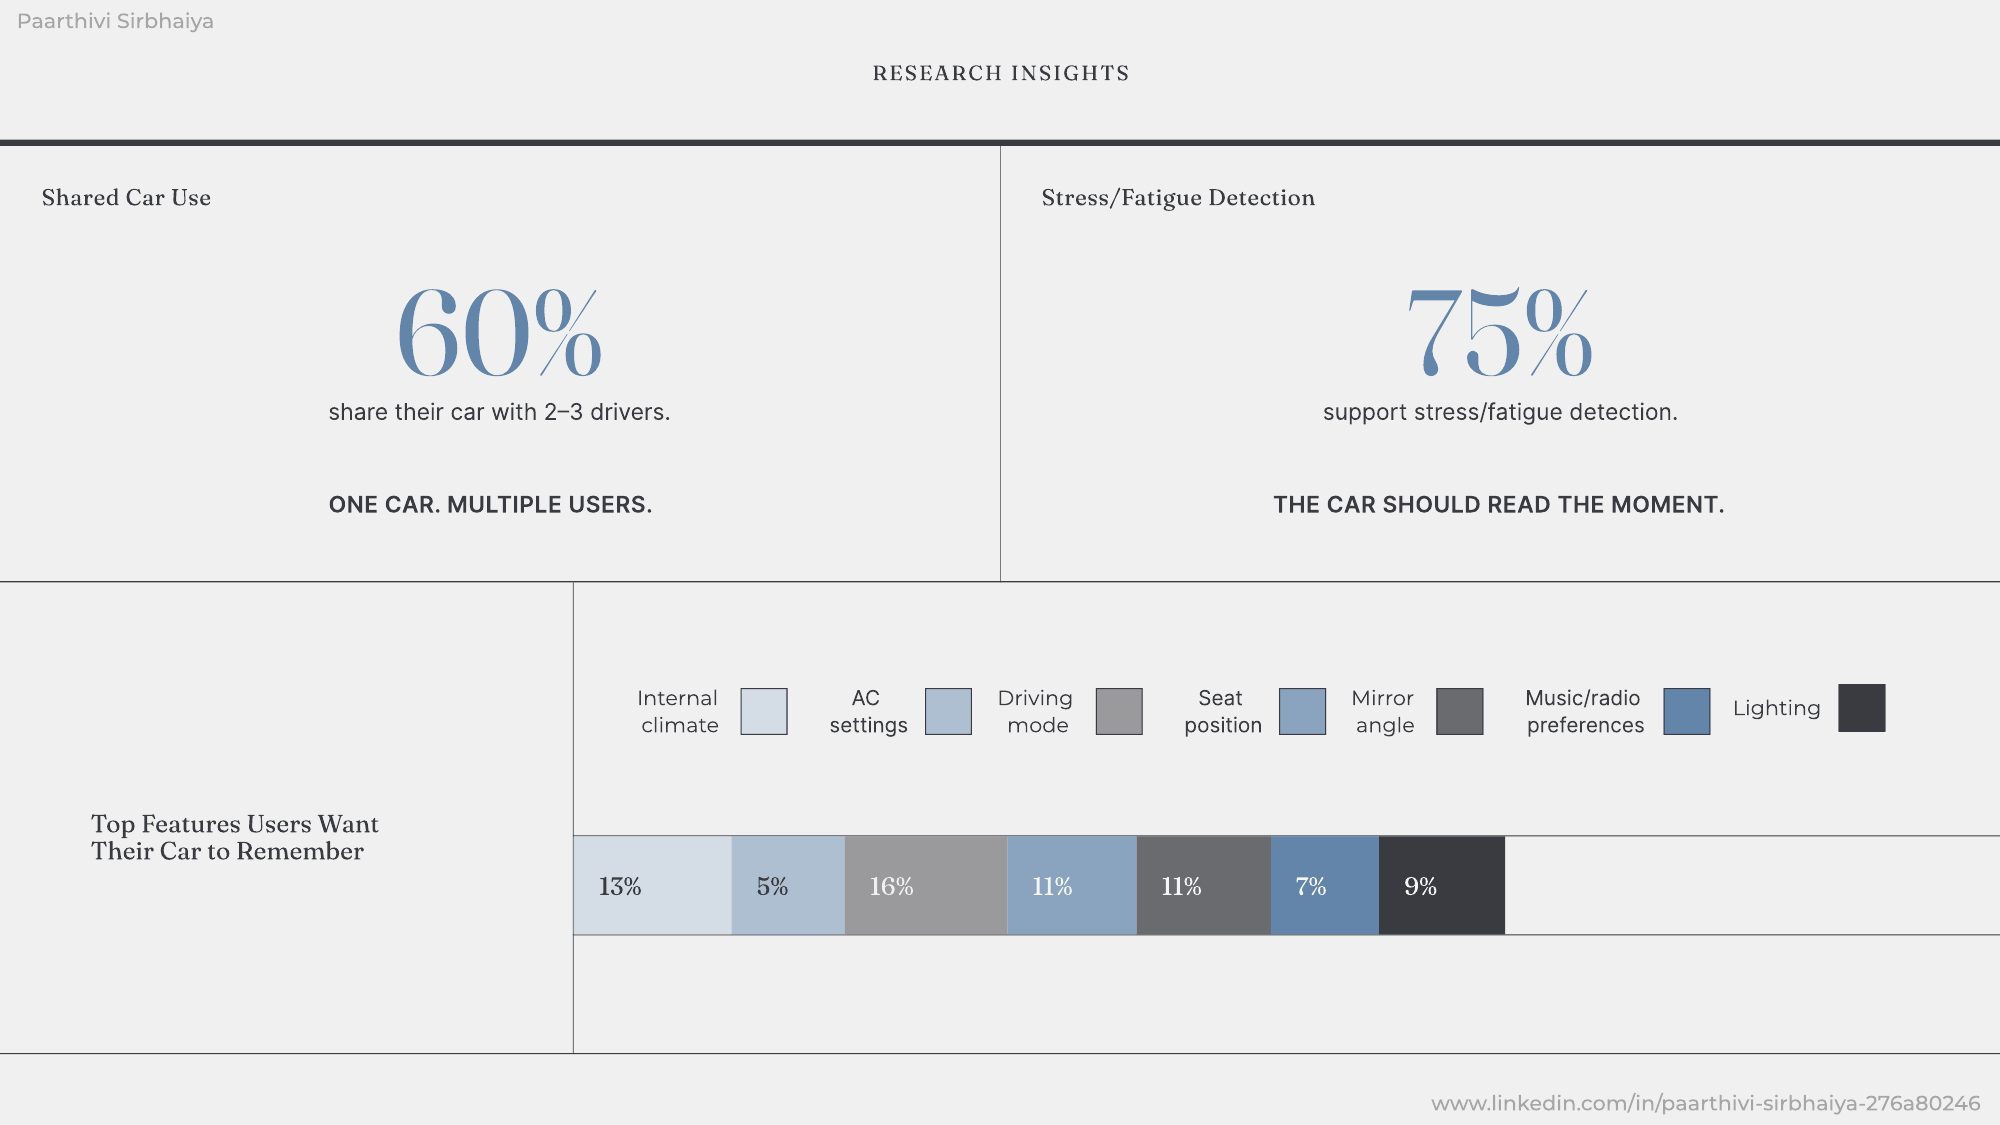 Paarthivi Sirbhaiya
RESEARCH INSIGHTS
Shared Car Use
60%
share their car with 2–3 drivers.
ONE CAR. MULTIPLE USERS.
Stress/Fatigue Detection
75%
support stress/fatigue detection.
THE CAR SHOULD READ THE MOMENT.
Top Features Users Want
Their Car to Remember
Internal
climate
AC
settings
Driving
mode
Seat
position
Mirror
angle
Music/radio
preferences
Lighting
13%
5%
16%
11%
11%
7%
9%
www.linkedin.com/in/paarthivi-sirbhaiya-276a80246